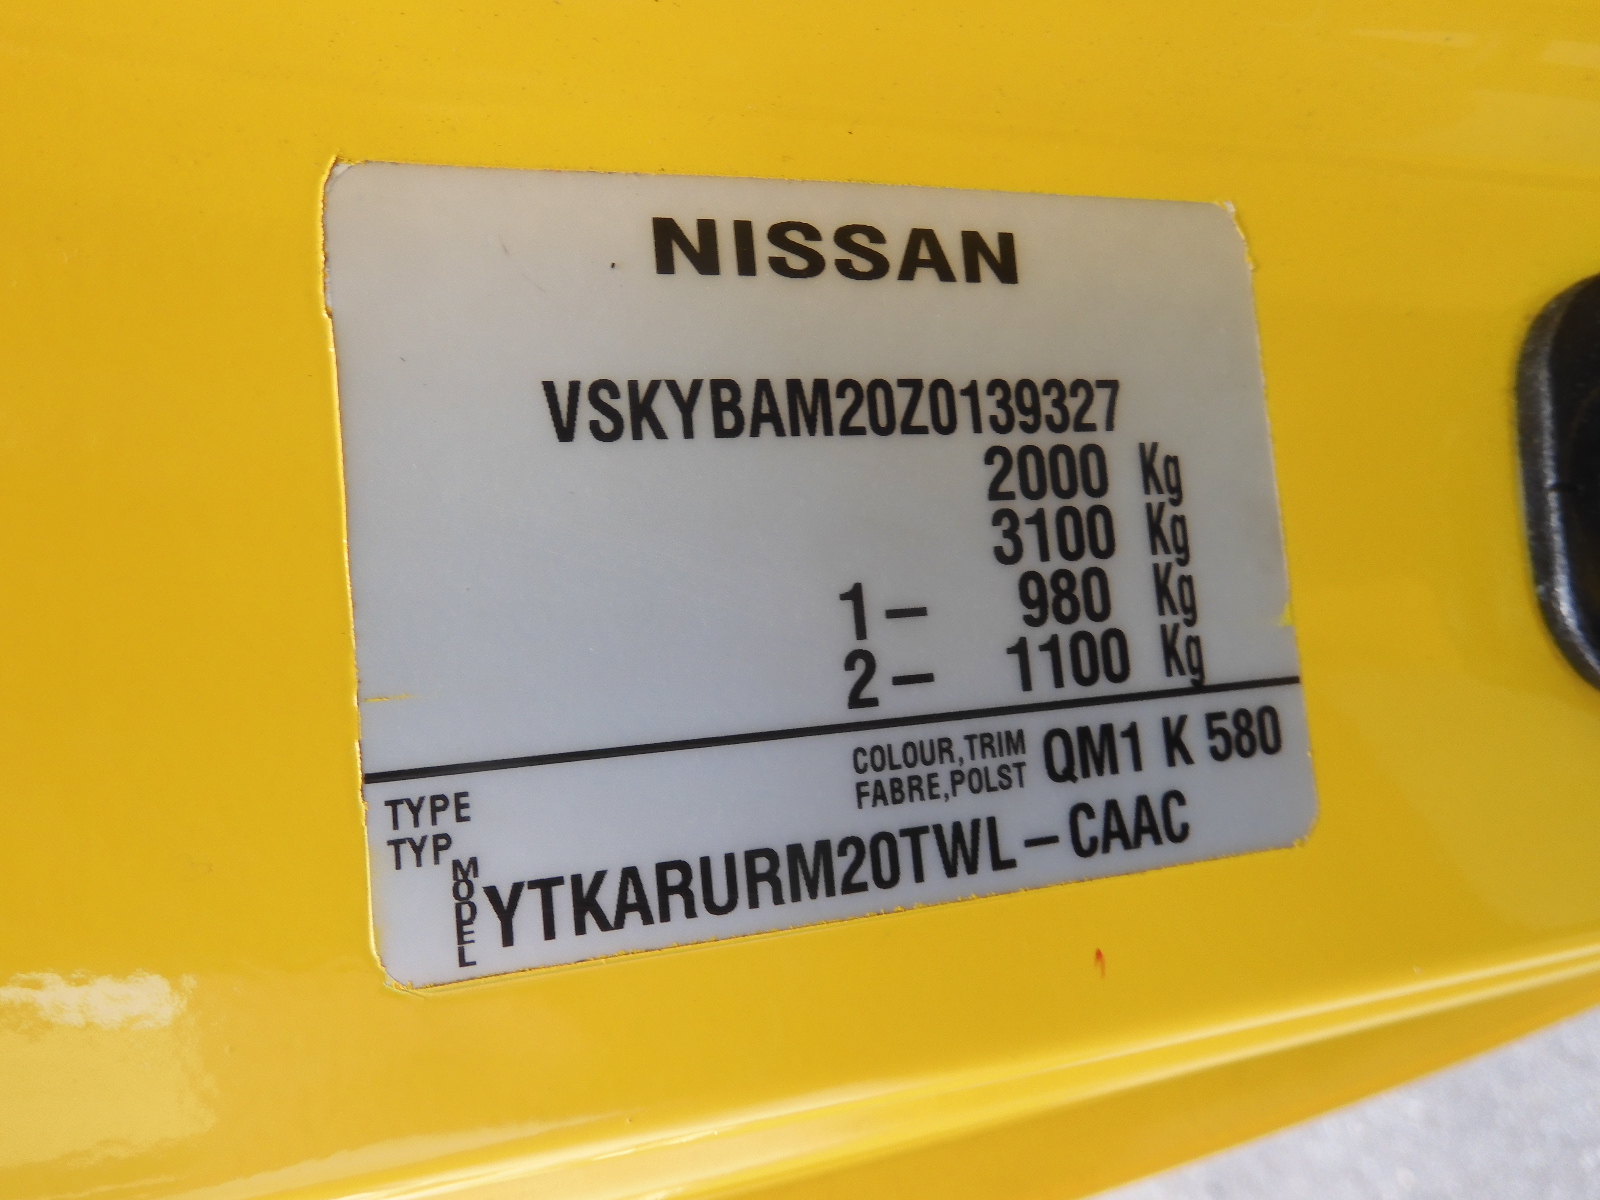 NISSAN
VSKYBAM20Z0139327
2000 Kg
3100 Kg
1– 980 Kg
2– 1100 Kg
COLOUR,TRIM QM1 K 580
FABRE,POLST
TYPE
TYP
MODEL YTKARURM20TWL–CAAC